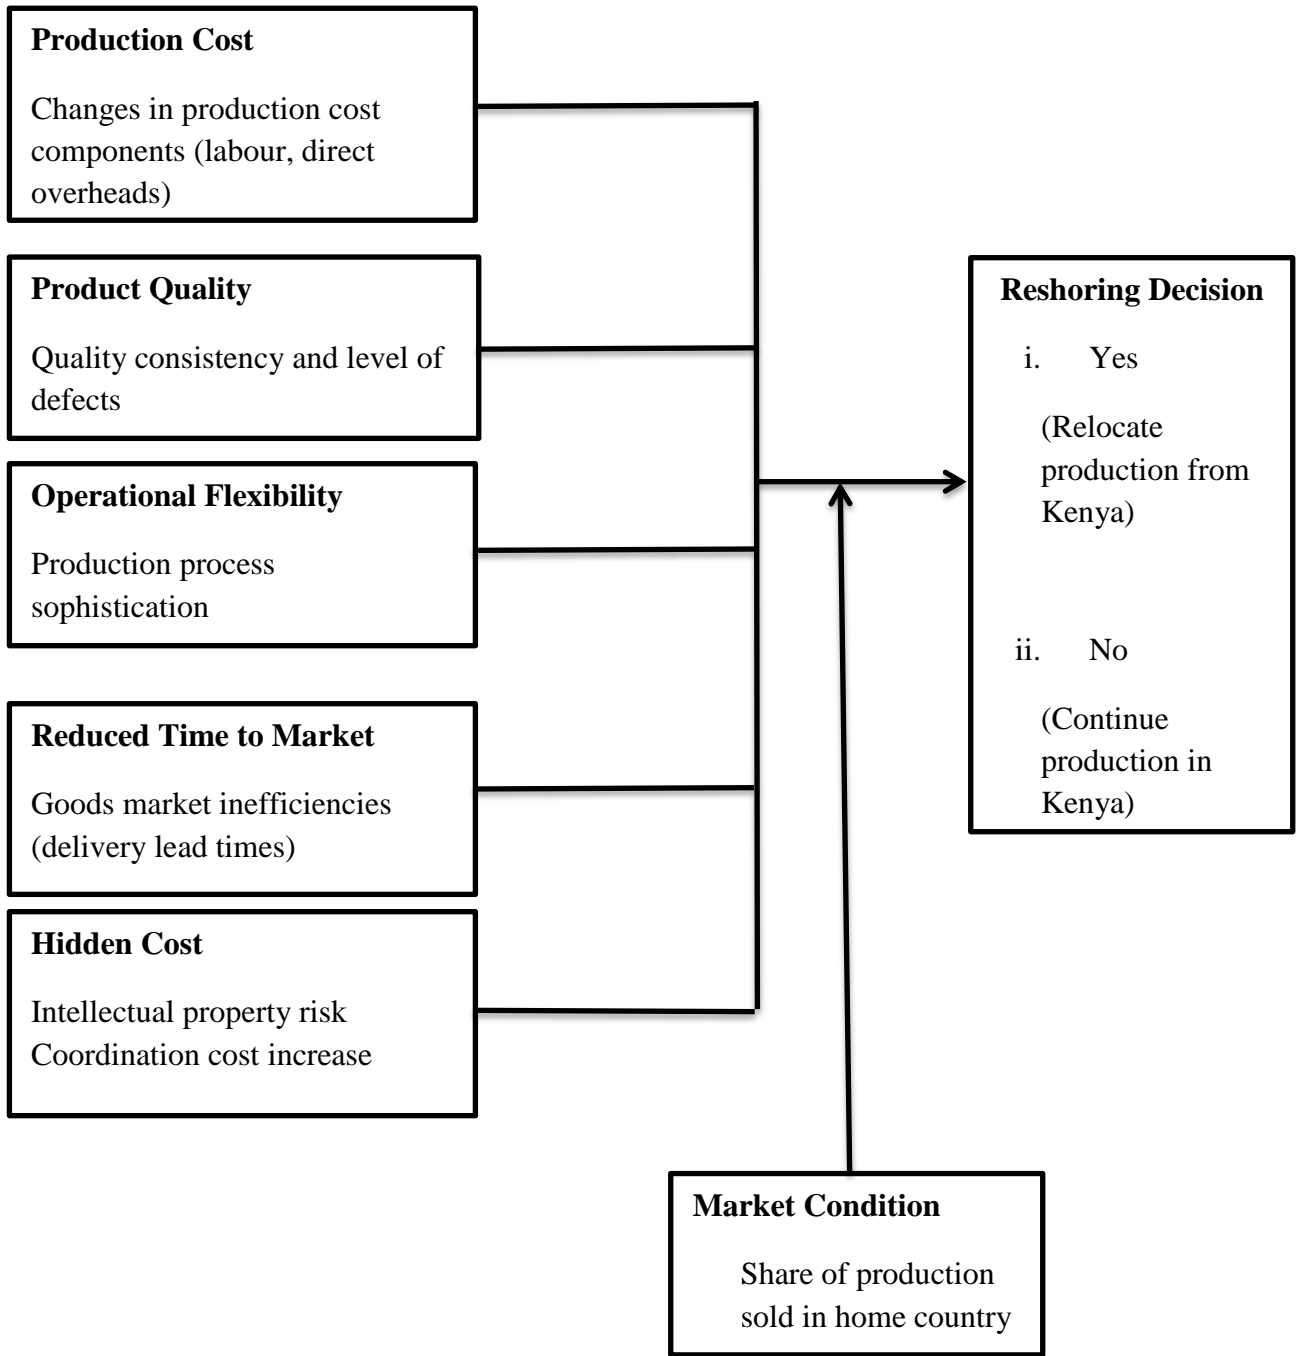 Production Cost
Changes in production cost
components (labour, direct
overheads)
Product Quality
Quality consistency and level of
defects
Operational Flexibility
Production process
sophistication
Reduced Time to Market
Goods market inefficiencies
(delivery lead times)
Hidden Cost
Intellectual property risk
Coordination cost increase
Reshoring Decision
i. Yes
(Relocate
production from
Kenya)
ii. No
(Continue
production in
Kenya)
Market Condition
Share of production
sold in home country